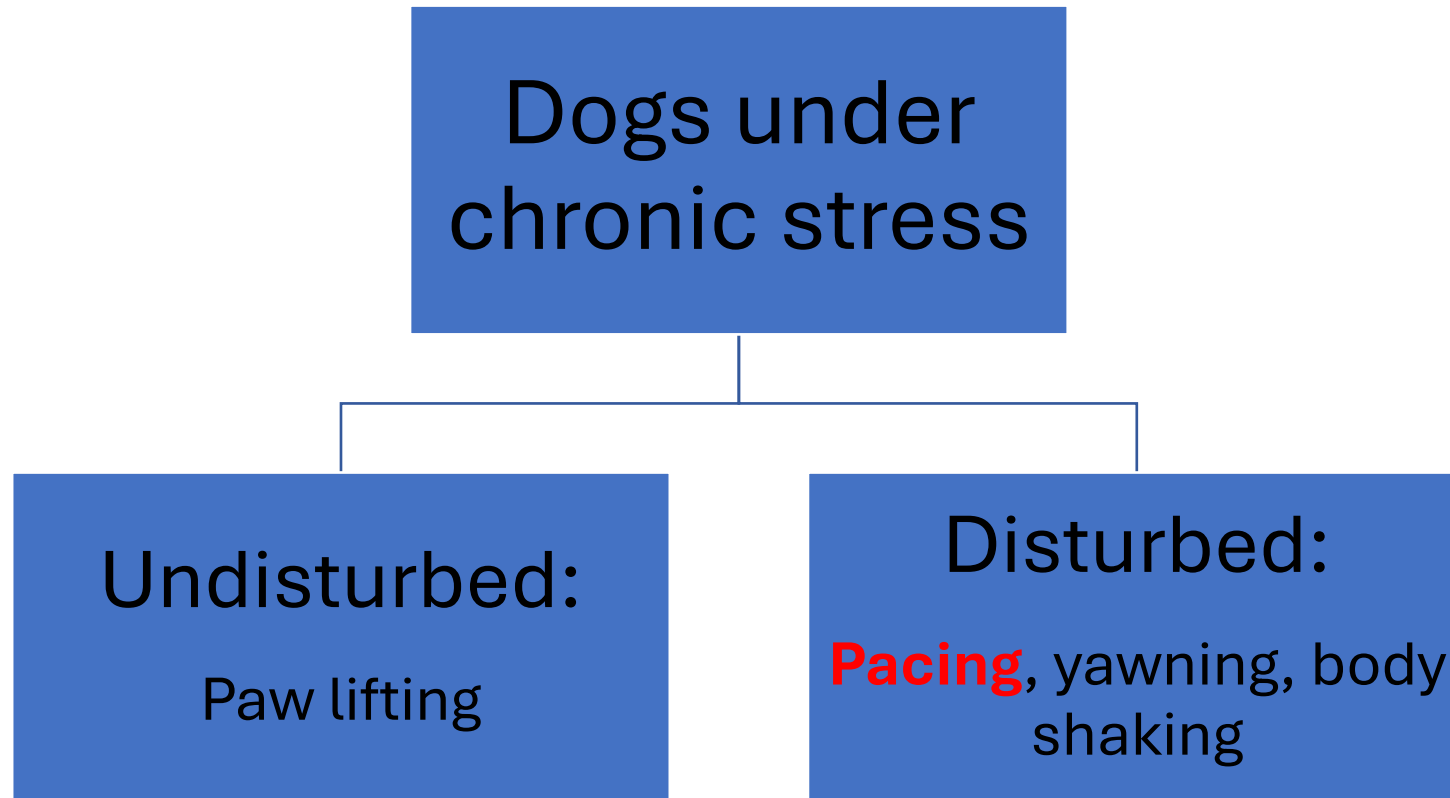 Dogs under
chronic stress
Undisturbed:
Paw lifting
Disturbed:
Pacing, yawning, body
shaking